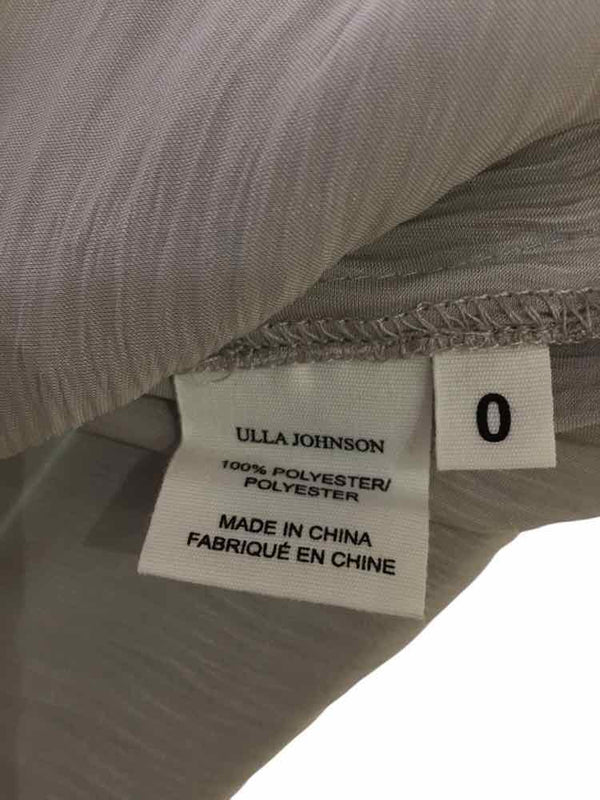 ULLA JOHNSON
100% POLYESTER/
POLYESTER
MADE IN CHINA
FABRIQUÉ EN CHINE
0